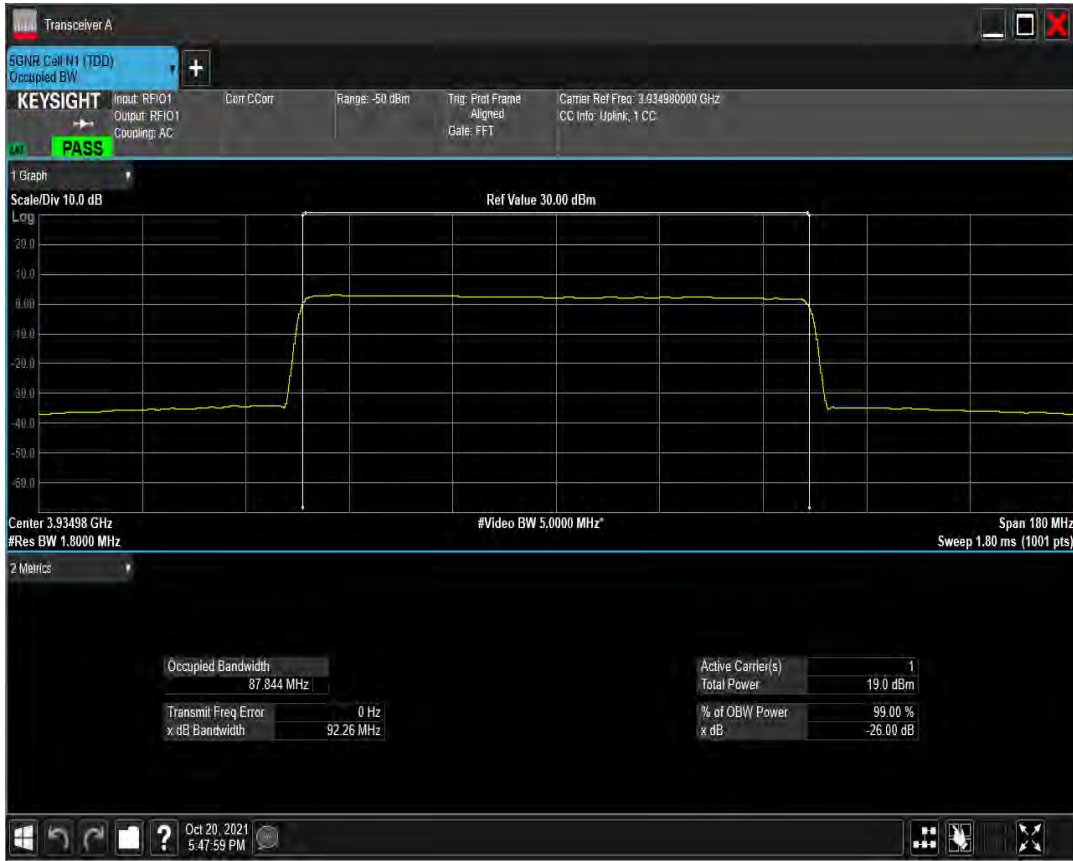 Transceiver A
5GNR Cell N1 (TDD)
Occupied BW
+
KEYSIGHT
PASS
Input: RFIO1
Output: RFIO1
Coupling: AC
Corr CCorr
Range: -50 dBm
Trig: Prot Frame
Aligned
Gate: FFT
Carrier Ref Freq: 3.934980000 GHz
CC Info: Uplink, 1 CC
1 Graph
Scale/Div 10.0 dB
Ref Value 30.00 dBm
Log
20.0
10.0
0.00
-10.0
-20.0
-30.0
-40.0
-50.0
-60.0
Center 3.93498 GHz
#Video BW 5.0000 MHz*
Span 180 MHz
#Res BW 1.8000 MHz
Sweep 1.80 ms (1001 pts)
2 Metrics
Occupied Bandwidth
87.844 MHz
Active Carrier(s) 1
Total Power 19.0 dBm
Transmit Freq Error 0 Hz
x dB Bandwidth 92.26 MHz
% of OBW Power 99.00 %
x dB -26.00 dB
?
Oct 20, 2021
5:47:59 PM